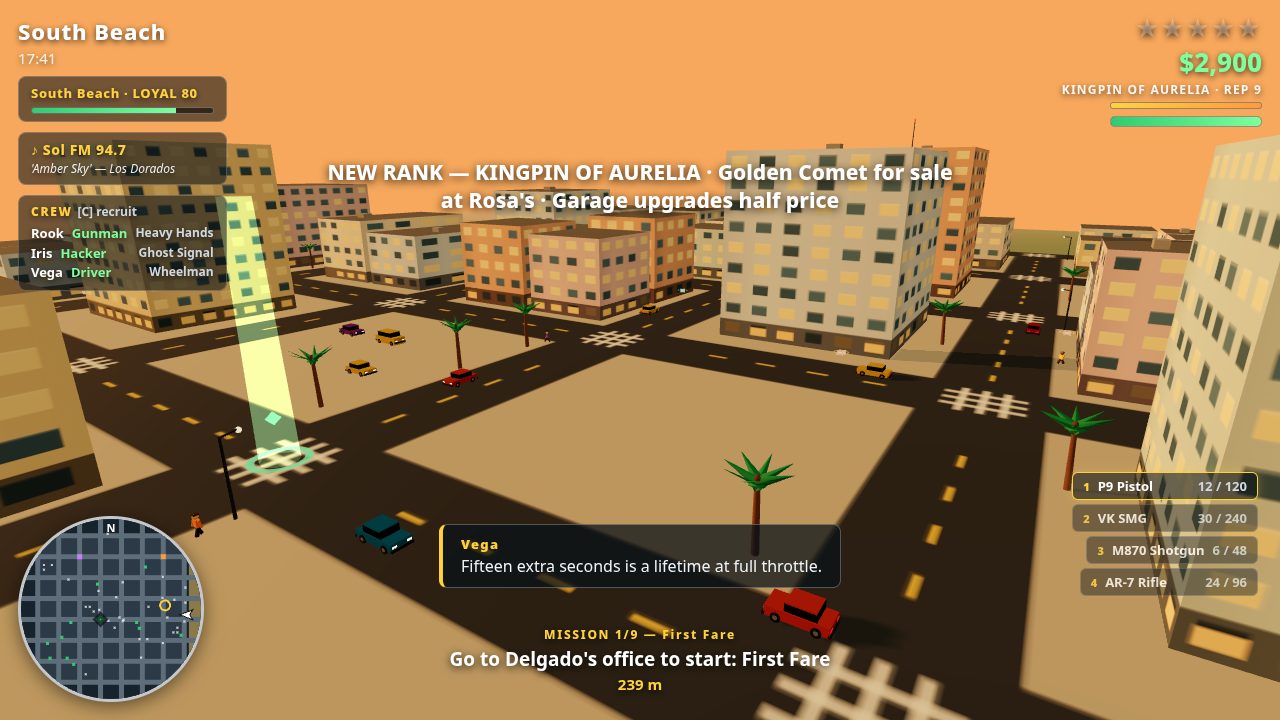 South Beach
17:41
South Beach · LOYAL 80
♪ Sol FM 94.7
'Amber Sky' — Los Dorados
CREW [C] recruit
Rook Gunman Heavy Hands
Iris Hacker Ghost Signal
Vega Driver Wheelman
★★★★★
$2,900
KINGPIN OF AURELIA · REP 9
NEW RANK — KINGPIN OF AURELIA · Golden Comet for sale
at Rosa's · Garage upgrades half price
1 P9 Pistol 12 / 120
2 VK SMG 30 / 240
3 M870 Shotgun 6 / 48
4 AR-7 Rifle 24 / 96
N
Vega
Fifteen extra seconds is a lifetime at full throttle.
MISSION 1/9 — First Fare
Go to Delgado's office to start: First Fare
239 m